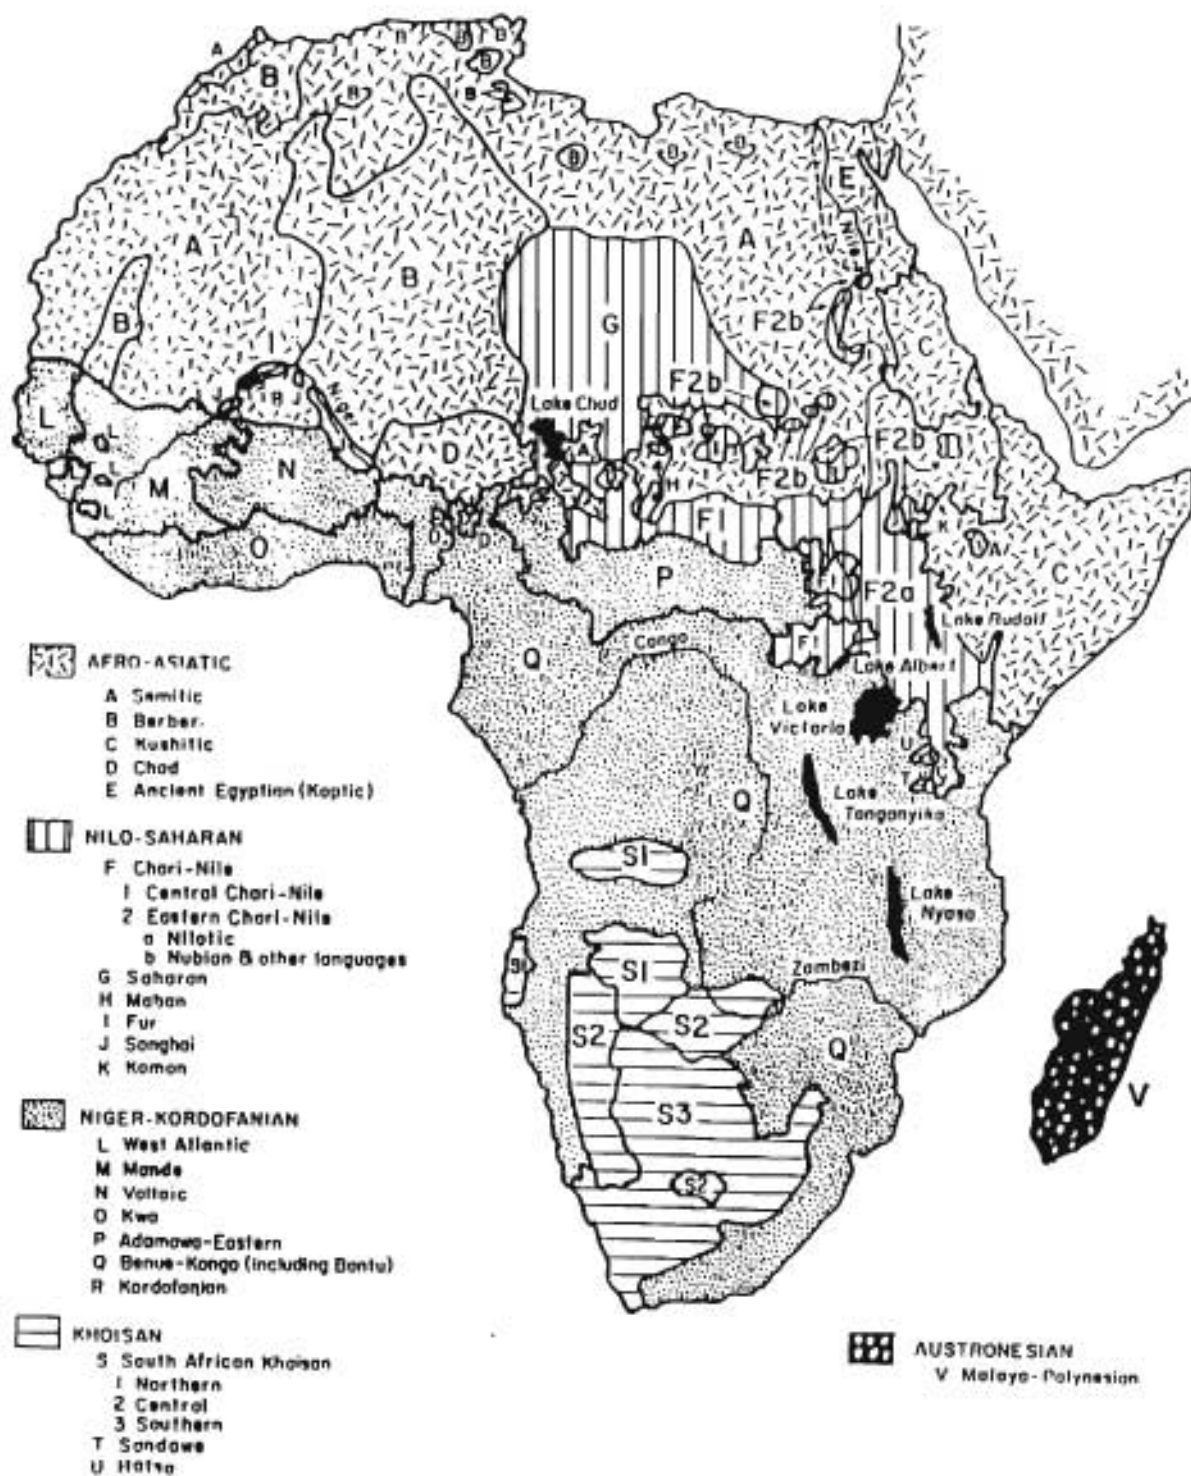 A
B
B
B
B
B
B
B
B
B
B
B
E
Nile
A
A
B
B
G
F2b
C
L
J
R
J
Niger
Lake Chad
F2b
F2b
F2b
D
A
L
L
L
M
N
O
H
F1
K
A
C
D
D
P
F2a
Lake Rudolf
F1
Congo
Lake Albert
Q
Lake
Victoria
U
T
Q
Lake
Tanganyika
S1
Lake
Nyasa
S1
S1
Zambezi
S2
S2
Q
S3
S2
V
AFRO-ASIATIC
A Semitic
B Berber
C Kushitic
D Chad
E Ancient Egyptian (Koptic)
NILO-SAHARAN
F Chari-Nile
1 Central Chari-Nile
2 Eastern Chari-Nile
a Nilotic
b Nubian & other languages
G Saharan
H Maban
I Fur
J Songhai
K Koman
NIGER-KORDOFANIAN
L West Atlantic
M Mande
N Voltaic
O Kwa
P Adamawa-Eastern
Q Benue-Kongo (including Bantu)
R Kordofanian
KHOISAN
S South African Khoisan
1 Northern
2 Central
3 Southern
T Sandawe
U Hatsa
AUSTRONESIAN
V Malayo-Polynesian